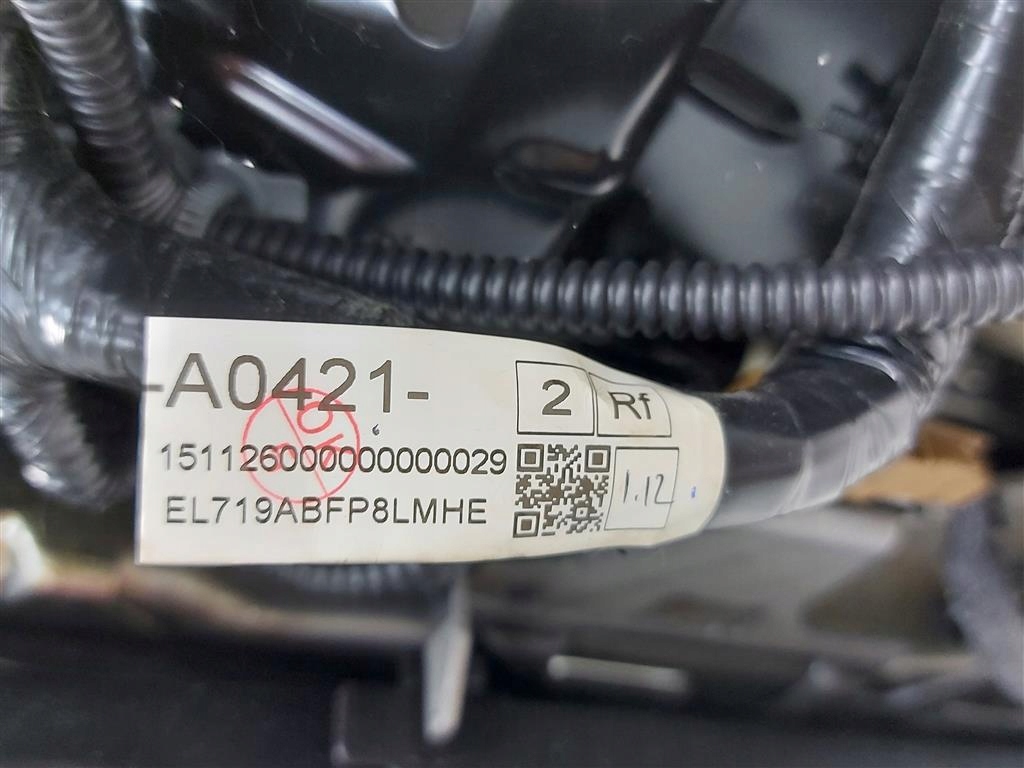 -A0421-
2
Rf
151126000000000029
1.12
EL719ABFP8LMHE